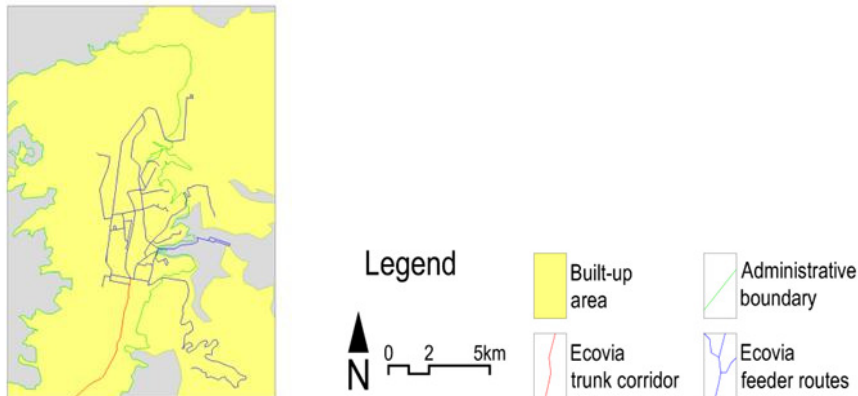 Legend
Built-up
area
Administrative
boundary
N
0 2 5km
Ecovia
trunk corridor
Ecovia
feeder routes